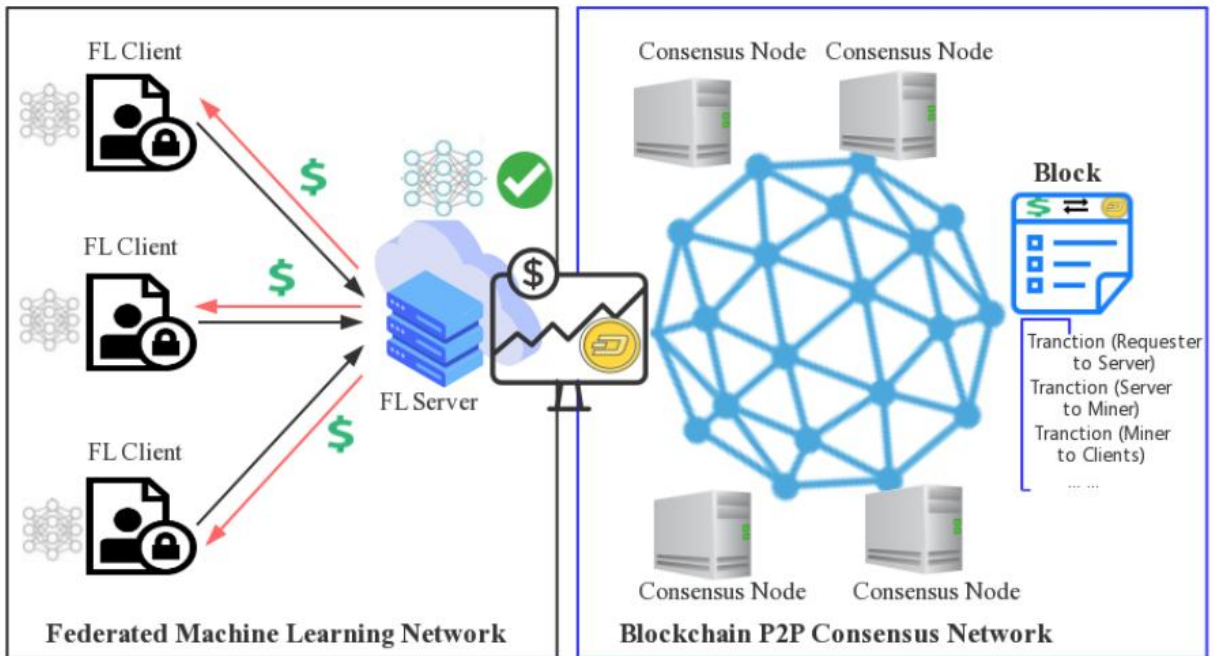 FL Client
$
FL Client
$
FL Client
$
FL Server
$
Federated Machine Learning Network
Consensus Node
Consensus Node
Consensus Node
Consensus Node
Blockchain P2P Consensus Network
Block
$
Tranction (Requester
to Server)
Tranction (Server
to Miner)
Tranction (Miner
to Clients)
... ...